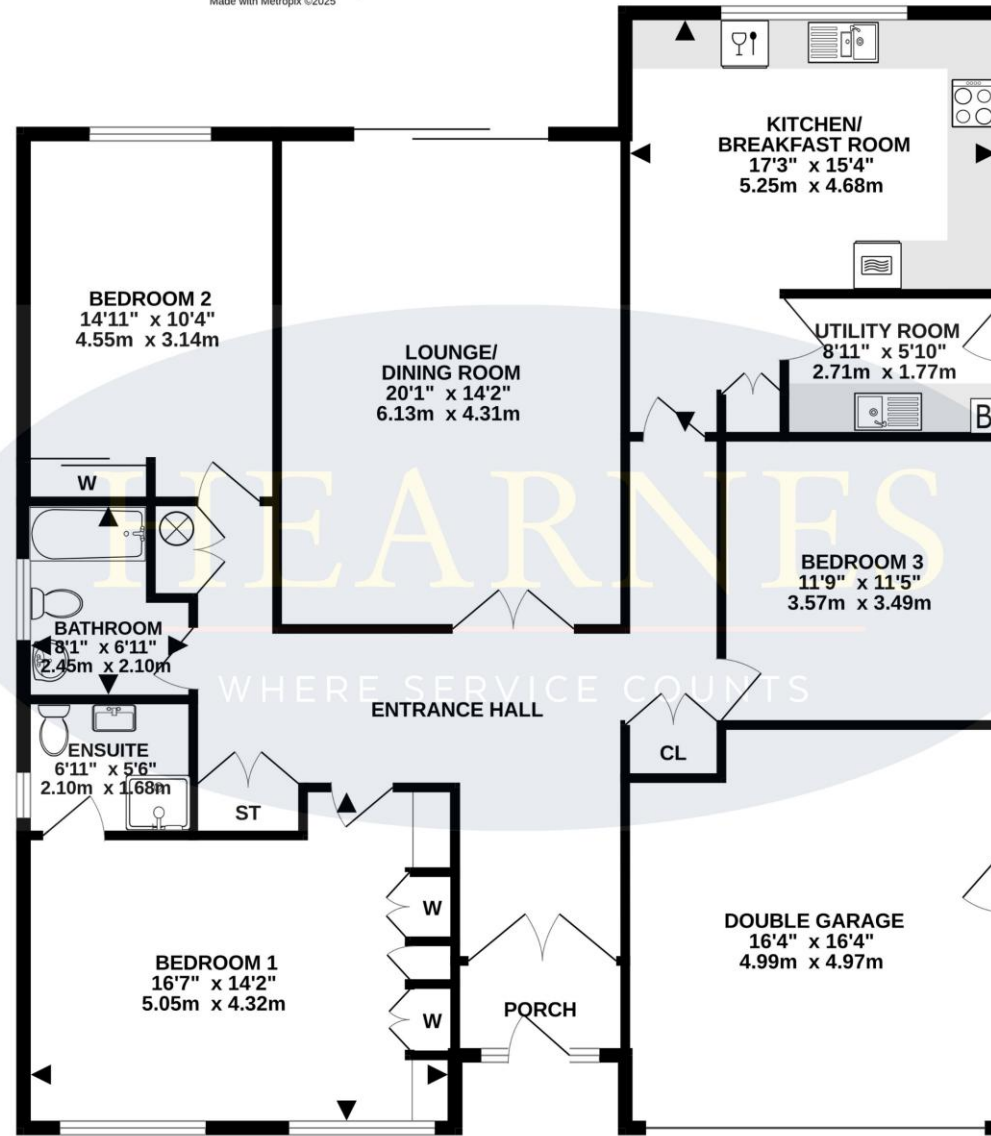 Made with Metropix ©2025
KITCHEN/
BREAKFAST ROOM
17'3" x 15'4"
5.25m x 4.68m
BEDROOM 2
14'11" x 10'4"
4.55m x 3.14m
LOUNGE/
DINING ROOM
20'1" x 14'2"
6.13m x 4.31m
UTILITY ROOM
8'11" x 5'10"
2.71m x 1.77m
B
W
HEARNES
WHERE SERVICE COUNTS
BEDROOM 3
11'9" x 11'5"
3.57m x 3.49m
BATHROOM
8'1" x 6'11"
2.45m x 2.10m
ENTRANCE HALL
ENSUITE
6'11" x 5'6"
2.10m x 1.68m
CL
ST
W
W
BEDROOM 1
16'7" x 14'2"
5.05m x 4.32m
DOUBLE GARAGE
16'4" x 16'4"
4.99m x 4.97m
PORCH